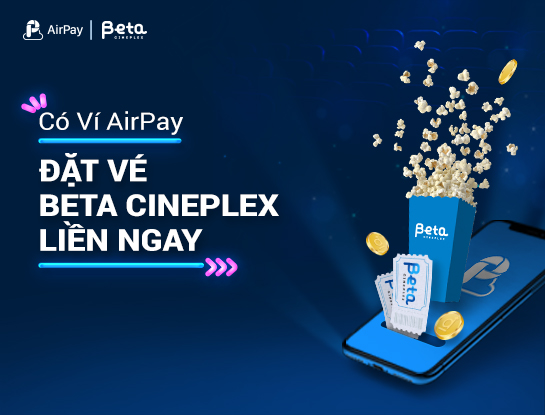 AirPay
Beta
CINEPLEX
Có Ví AirPay
ĐẶT VÉ
BETA CINEPLEX
LIỀN NGAY
Beta
CINEPLEX
Beta
CINEPLEX